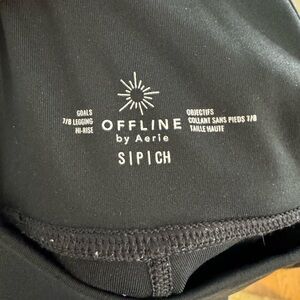 GOALS
7/8 LEGGING
HI-RISE
OFFLINE
by Aerie
S|P|CH
OBJECTIFS
COLLANT SANS PIEDS 7/8
TAILLE HAUTE